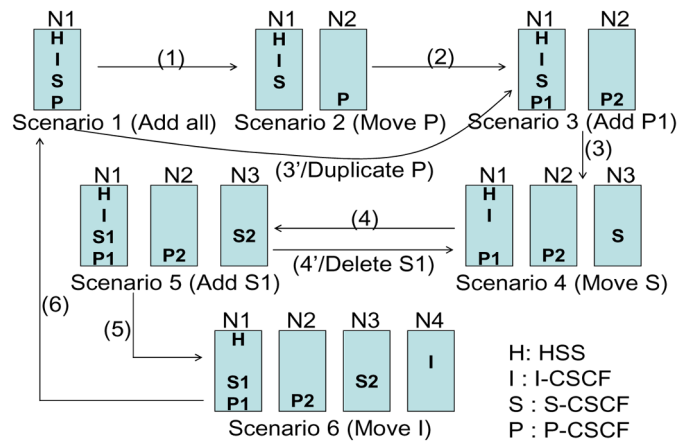 N1
H
I
S
P
Scenario 1 (Add all)
(1)
N1 N2
H
I
S
P
Scenario 2 (Move P)
(2)
N1 N2
H
I
S
P1 P2
Scenario 3 (Add P1)
(3'/Duplicate P)
(3)
N1 N2 N3
H
I
S1
P1 P2 S2
Scenario 5 (Add S1)
(4)
(4'/Delete S1)
N1 N2 N3
H
I
P1 P2 S
Scenario 4 (Move S)
(6)
(5)
N1 N2 N3 N4
H
S1
P1 P2 S2 I
Scenario 6 (Move I)
H: HSS
I : I-CSCF
S : S-CSCF
P : P-CSCF